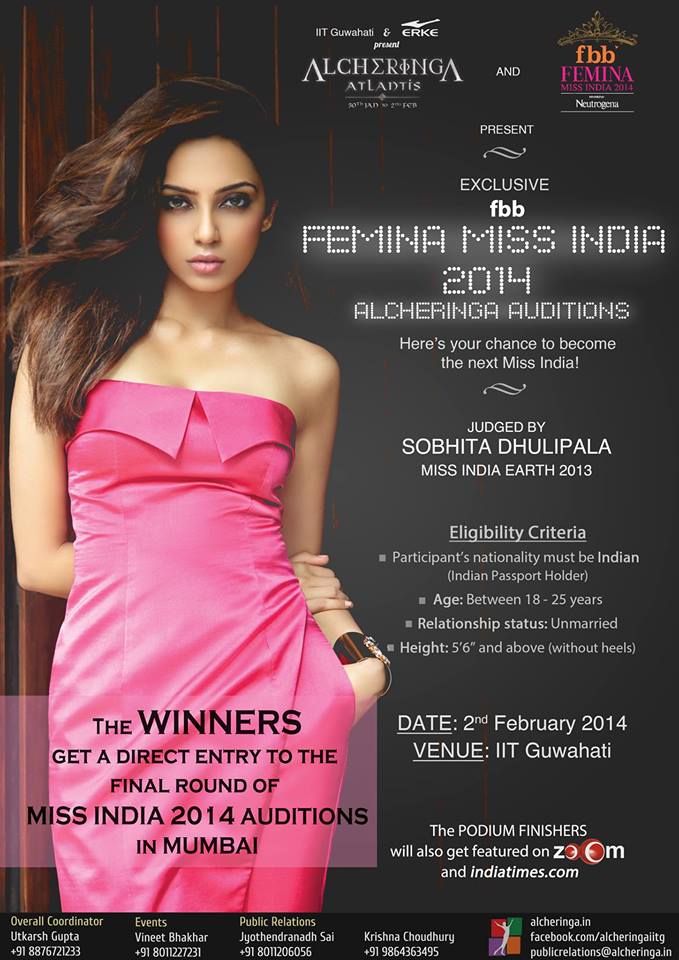 IIT Guwahati & ERKE
present
ALCHERINGA
ATLANTIS
30TH JAN TO 2ND FEB
AND
fbb
FEMINA
MISS INDIA 2014
Neutrogena
PRESENT
EXCLUSIVE
fbb
FEMINA MISS INDIA
2014
ALCHERINGA AUDITIONS
Here's your chance to become
the next Miss India!
JUDGED BY
SOBHITA DHULIPALA
MISS INDIA EARTH 2013
Eligibility Criteria
Participant's nationality must be Indian
(Indian Passport Holder)
Age: Between 18 - 25 years
Relationship status: Unmarried
Height: 5'6" and above (without heels)
THE WINNERS
GET A DIRECT ENTRY TO THE
FINAL ROUND OF
MISS INDIA 2014 AUDITIONS
IN MUMBAI
DATE: 2nd February 2014
VENUE: IIT Guwahati
The PODIUM FINISHERS
will also get featured on zoom
and indiatimes.com
Overall Coordinator
Utkarsh Gupta
+91 8876721233
Events
Vineet Bhakhar
+91 8011227231
Public Relations
Jyothendranadh Sai
+91 8011206056
Krishna Choudhury
+91 9864363495
alcheringa.in
facebook.com/alcheringaiitg
publicrelations@alcheringa.in